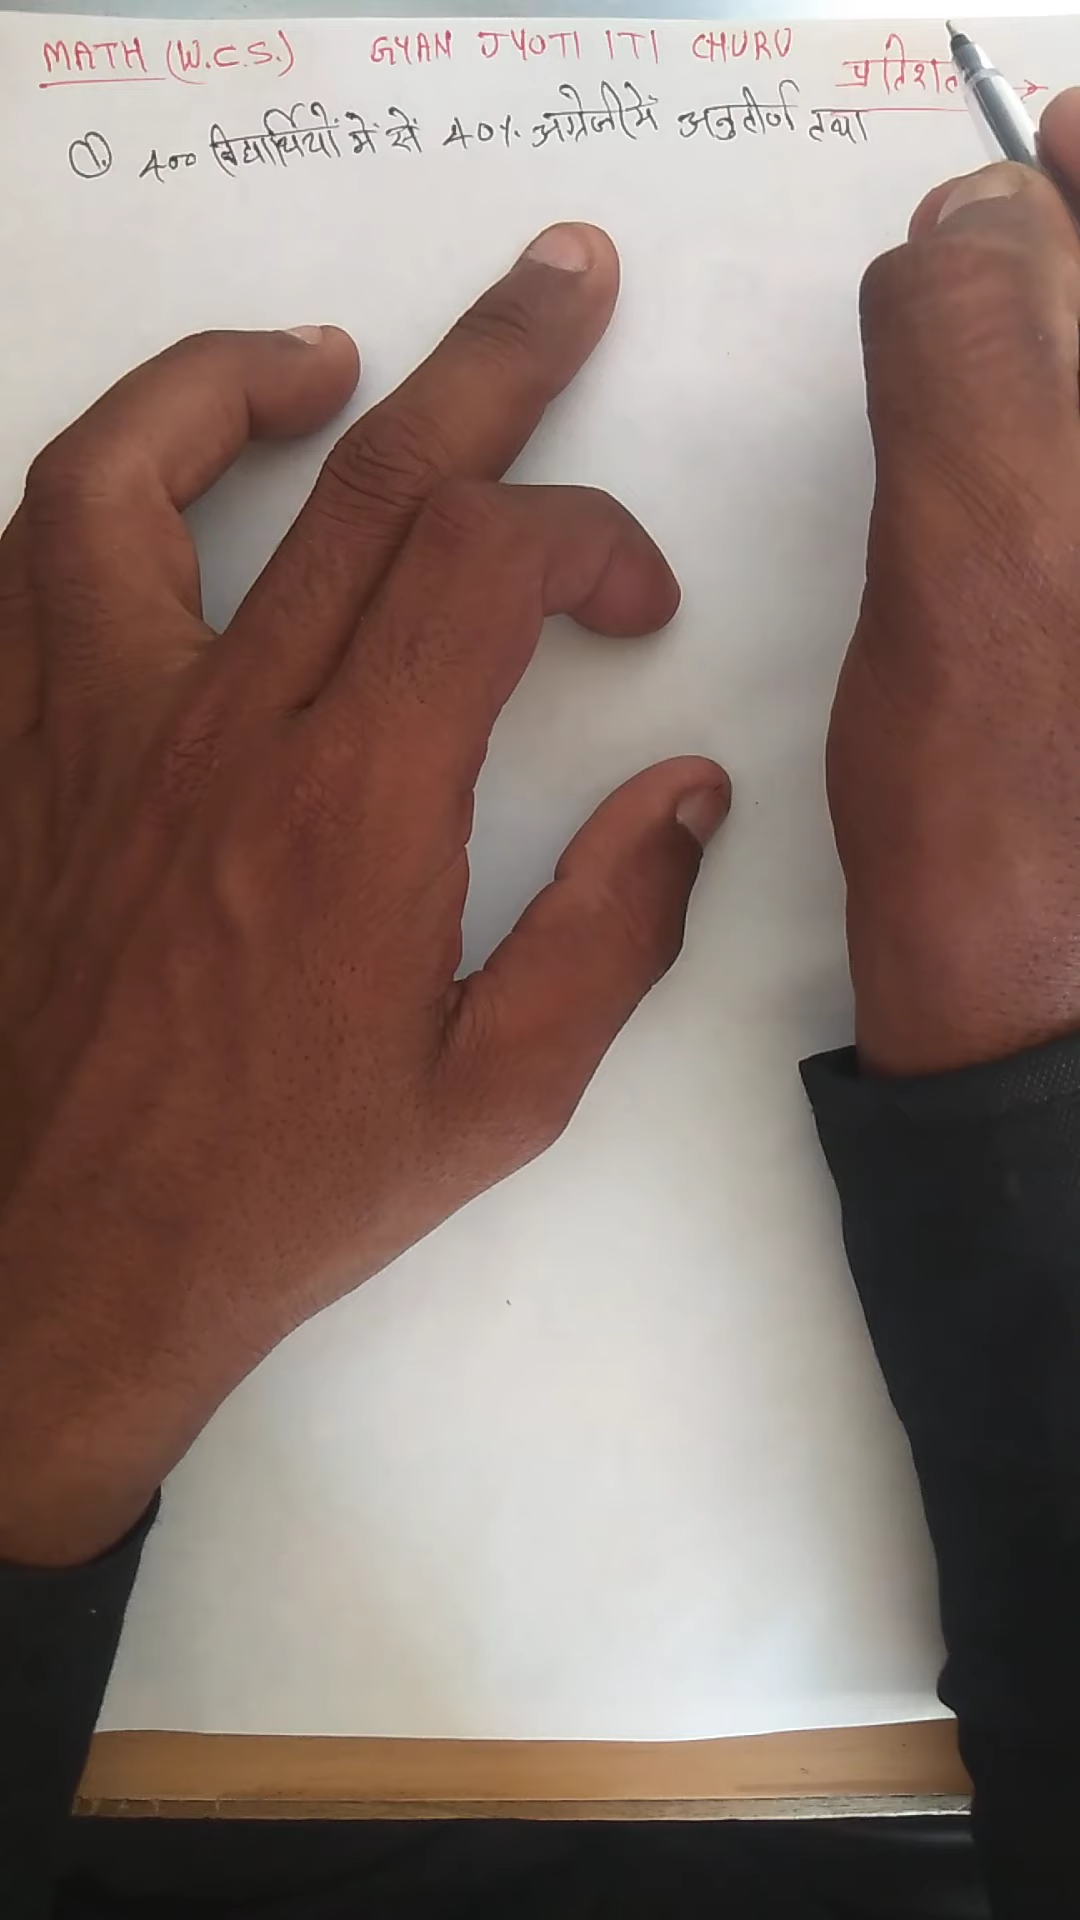 MATH (W.C.S.) GYAN JYOTI ITI CHURU प्रतिशत →
①. 400 विद्यार्थियों में सें 40% अंग्रेजी में अनुतीर्ण तथा